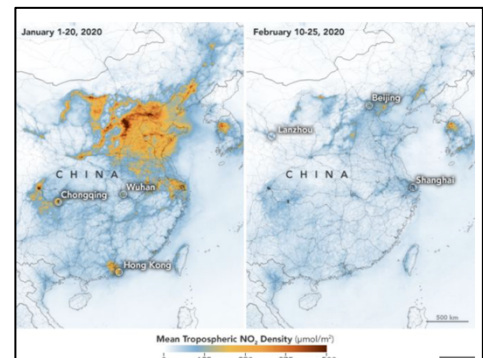 January 1-20, 2020
February 10-25, 2020
Beijing
Lanzhou
CHINA
CHINA
Chongqing
Wuhan
Shanghai
Hong Kong
500 km
Mean Tropospheric NO₂ Density (μmol/m²)